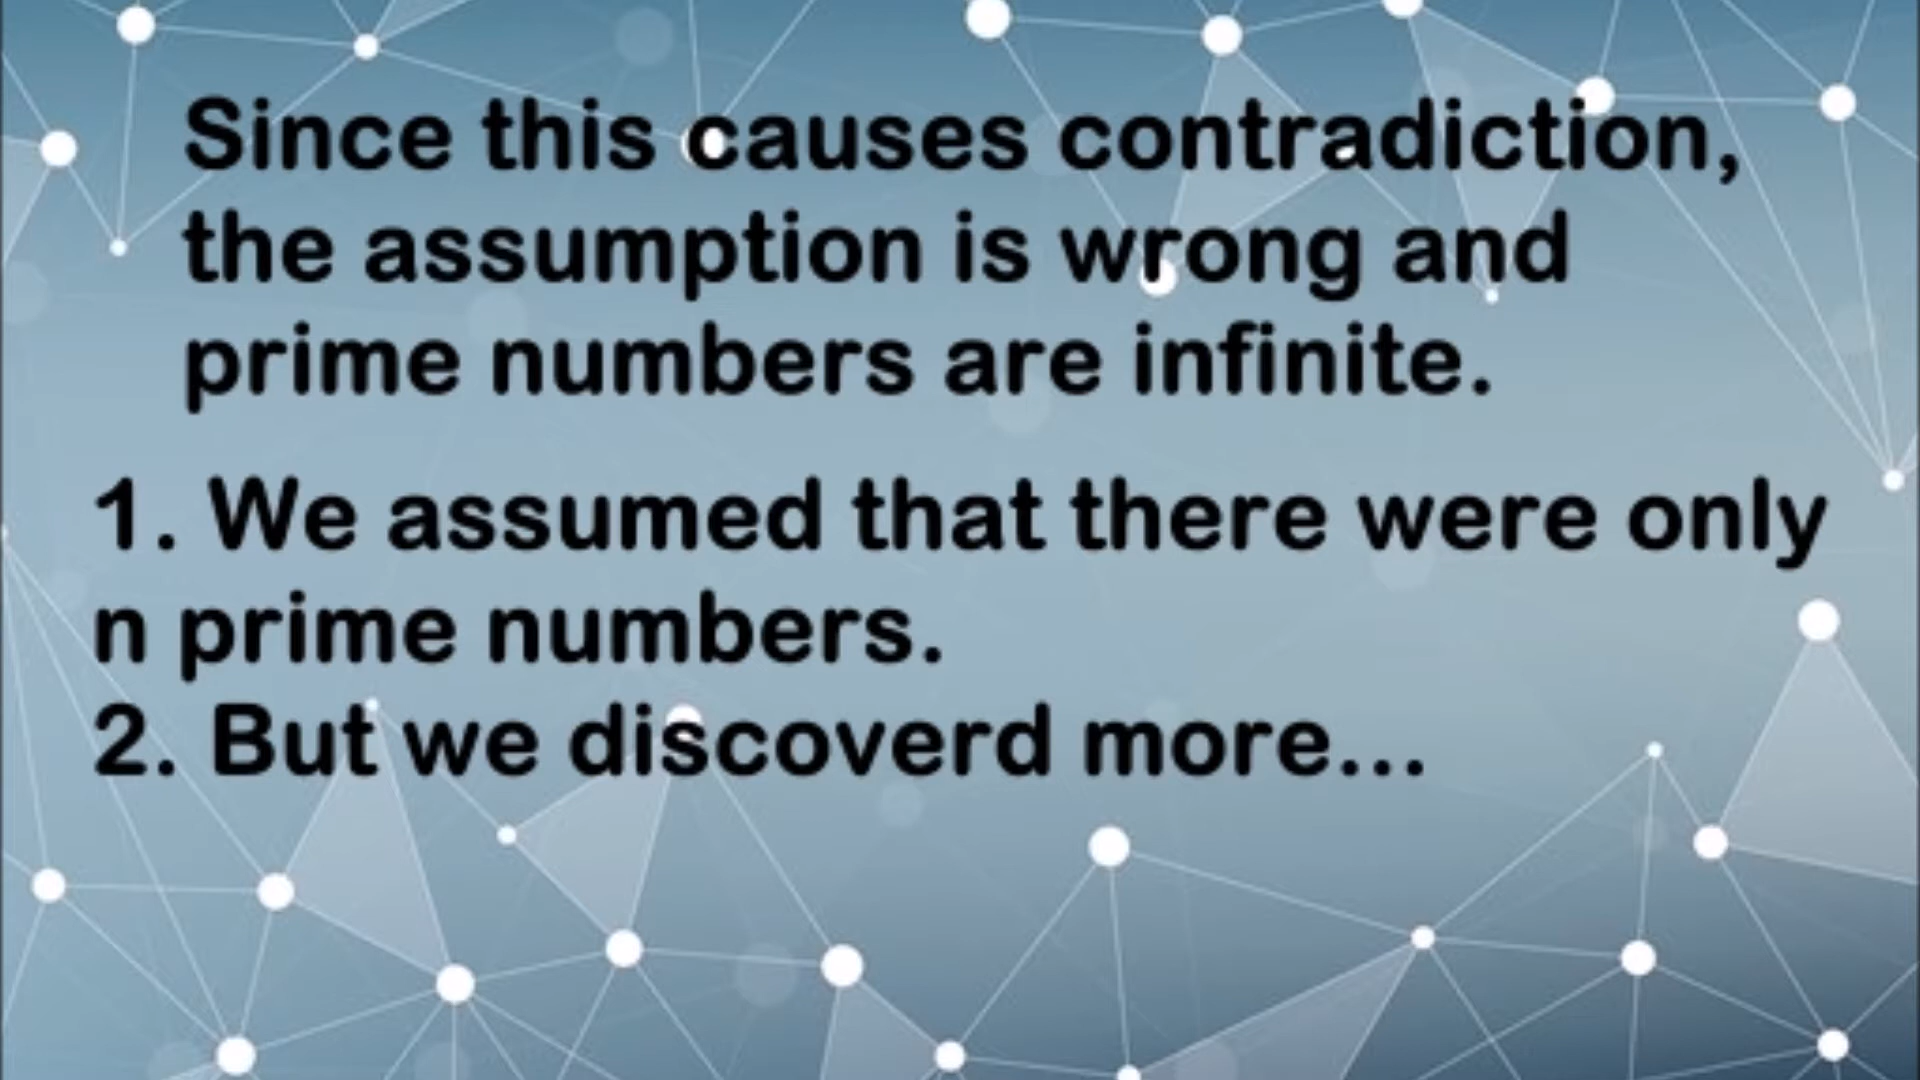 Since this causes contradiction,
the assumption is wrong and
prime numbers are infinite.
1. We assumed that there were only
n prime numbers.
2. But we discoverd more...